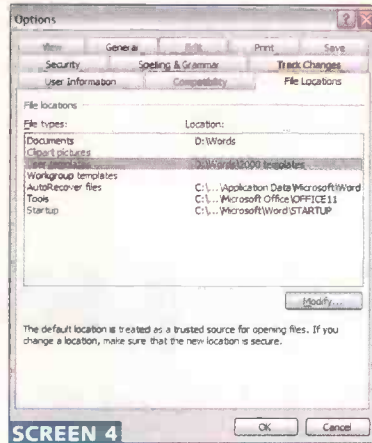 Options
View General Edit Print Save
Security Spelling & Grammar Track Changes
User Information Compatibility File Locations
File locations
File types: Location:
Documents D:\Words
Clipart pictures
User templates D:\Words\2000 templates
Workgroup templates
AutoRecover files C:\...\Application Data\Microsoft\Word
Tools C:\...\Microsoft Office\OFFICE11
Startup C:\...\Microsoft\Word\STARTUP
Modify...
The default location is treated as a trusted source for opening files. If you
change a location, make sure that the new location is secure.
SCREEN 4 OK Cancel